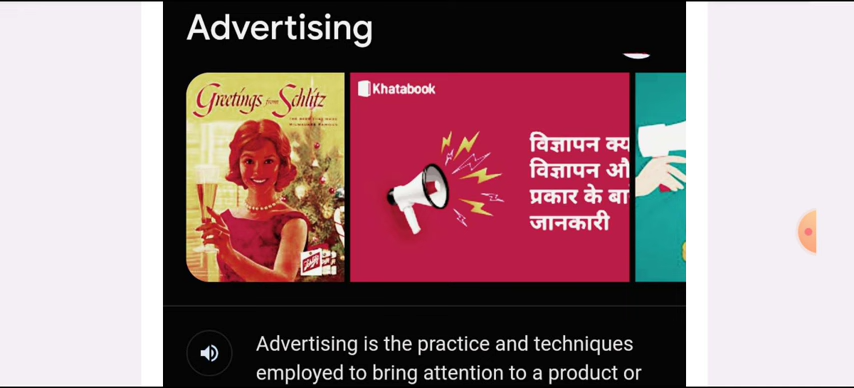 Advertising
Greetings from Schlitz
Khatabook
विज्ञापन क्य
विज्ञापन औ
प्रकार के बा
जानकारी
Schlitz
Advertising is the practice and techniques
employed to bring attention to a product or